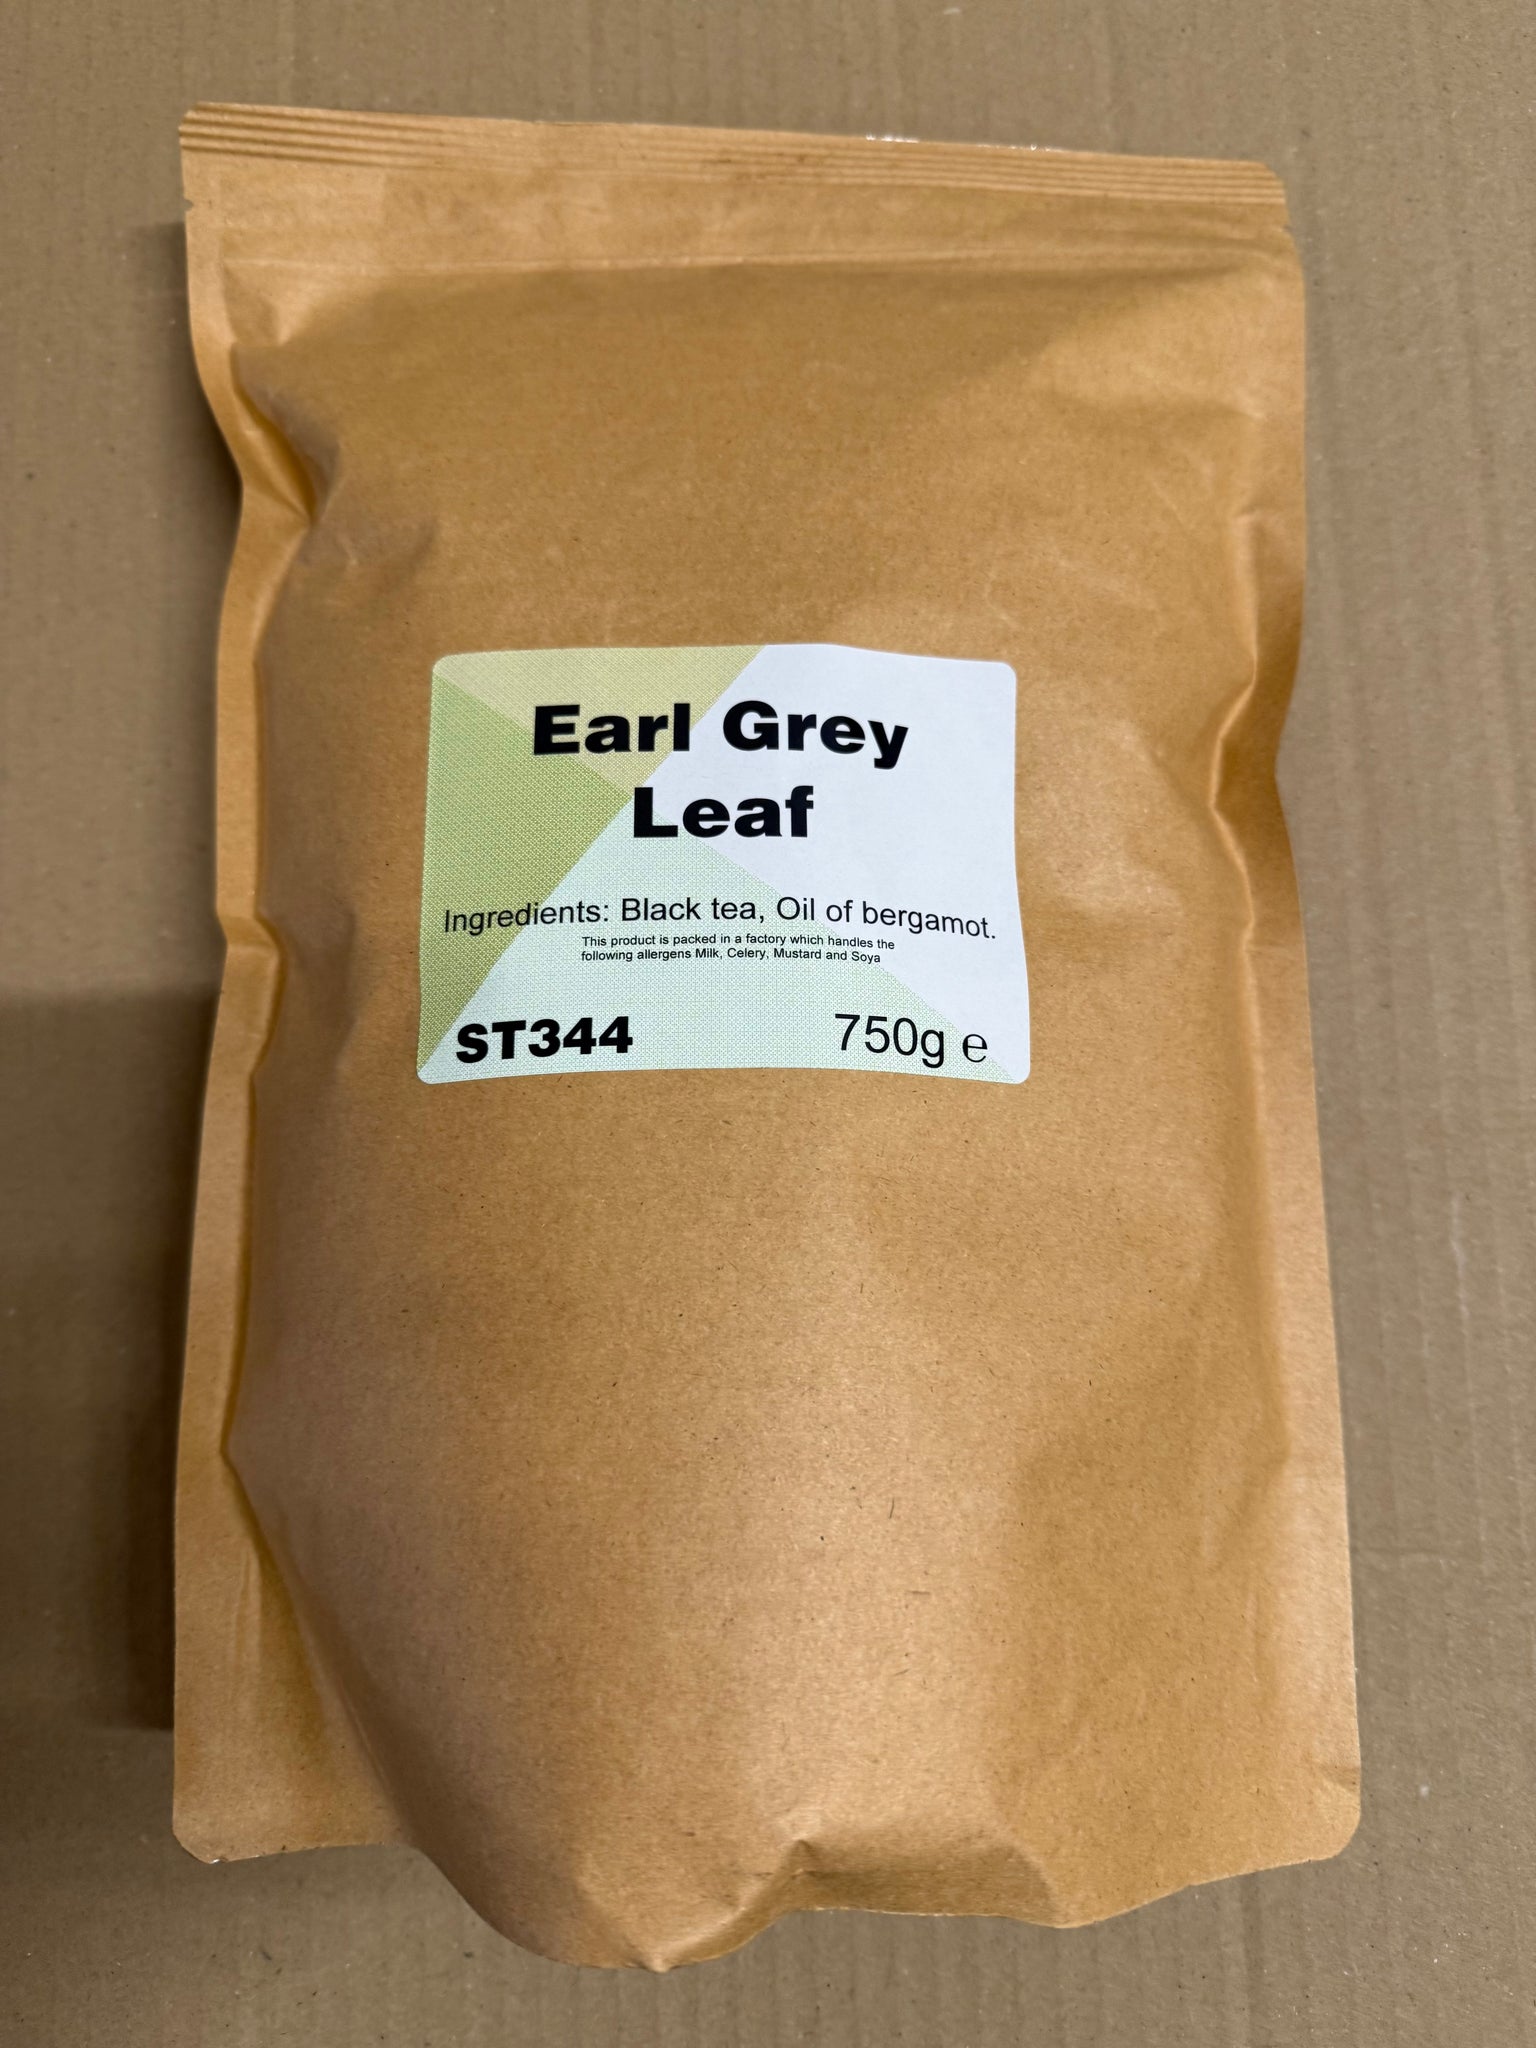 Earl Grey
Leaf
Ingredients: Black tea, Oil of bergamot.
This product is packed in a factory which handles the
following allergens Milk, Celery, Mustard and Soya
ST344 750g ℮